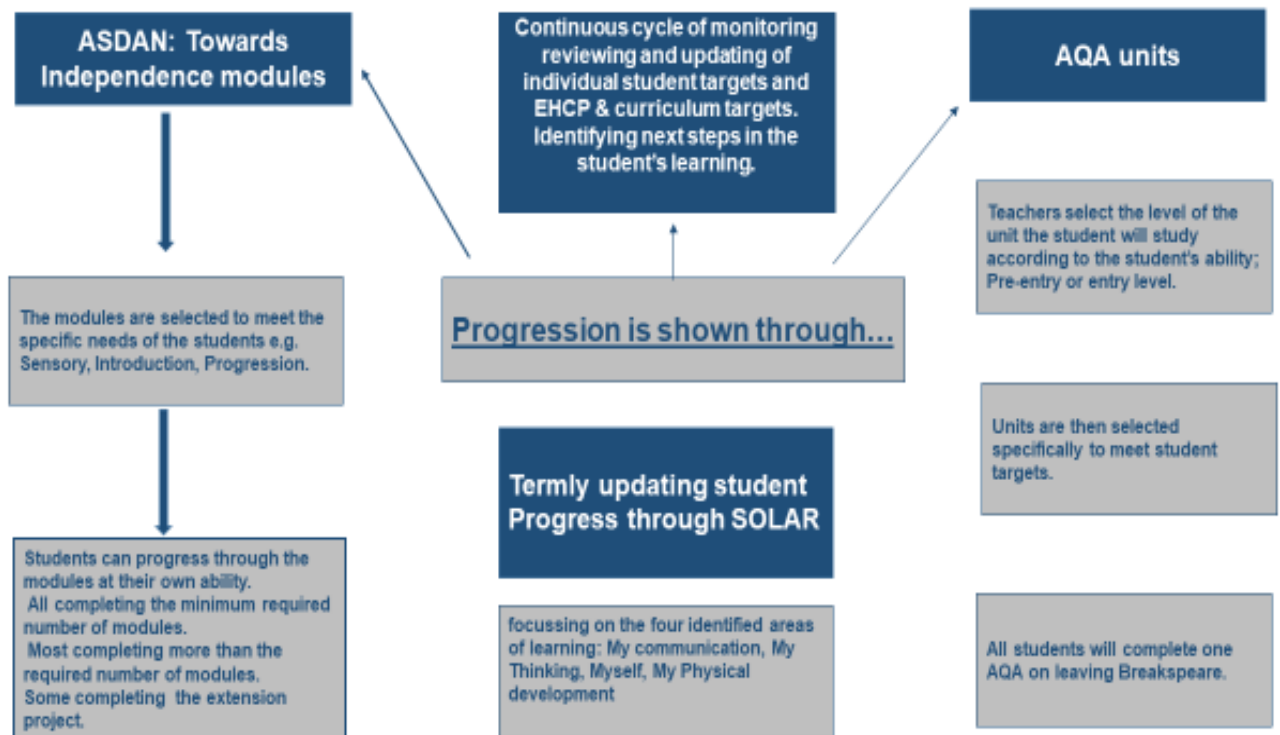 ASDAN: Towards
Independence modules
The modules are selected to meet the
specific needs of the students e.g.
Sensory, Introduction, Progression.
Students can progress through the
modules at their own ability.
All completing the minimum required
number of modules.
Most completing more than the
required number of modules.
Some completing the extension
project.
Continuous cycle of monitoring
reviewing and updating of
individual student targets and
EHCP & curriculum targets.
Identifying next steps in the
student's learning.
Progression is shown through...
Termly updating student
Progress through SOLAR
focussing on the four identified areas
of learning: My communication, My
Thinking, Myself, My Physical
development
AQA units
Teachers select the level of the
unit the student will study
according to the student's ability;
Pre-entry or entry level.
Units are then selected
specifically to meet student
targets.
All students will complete one
AQA on leaving Breakspeare.